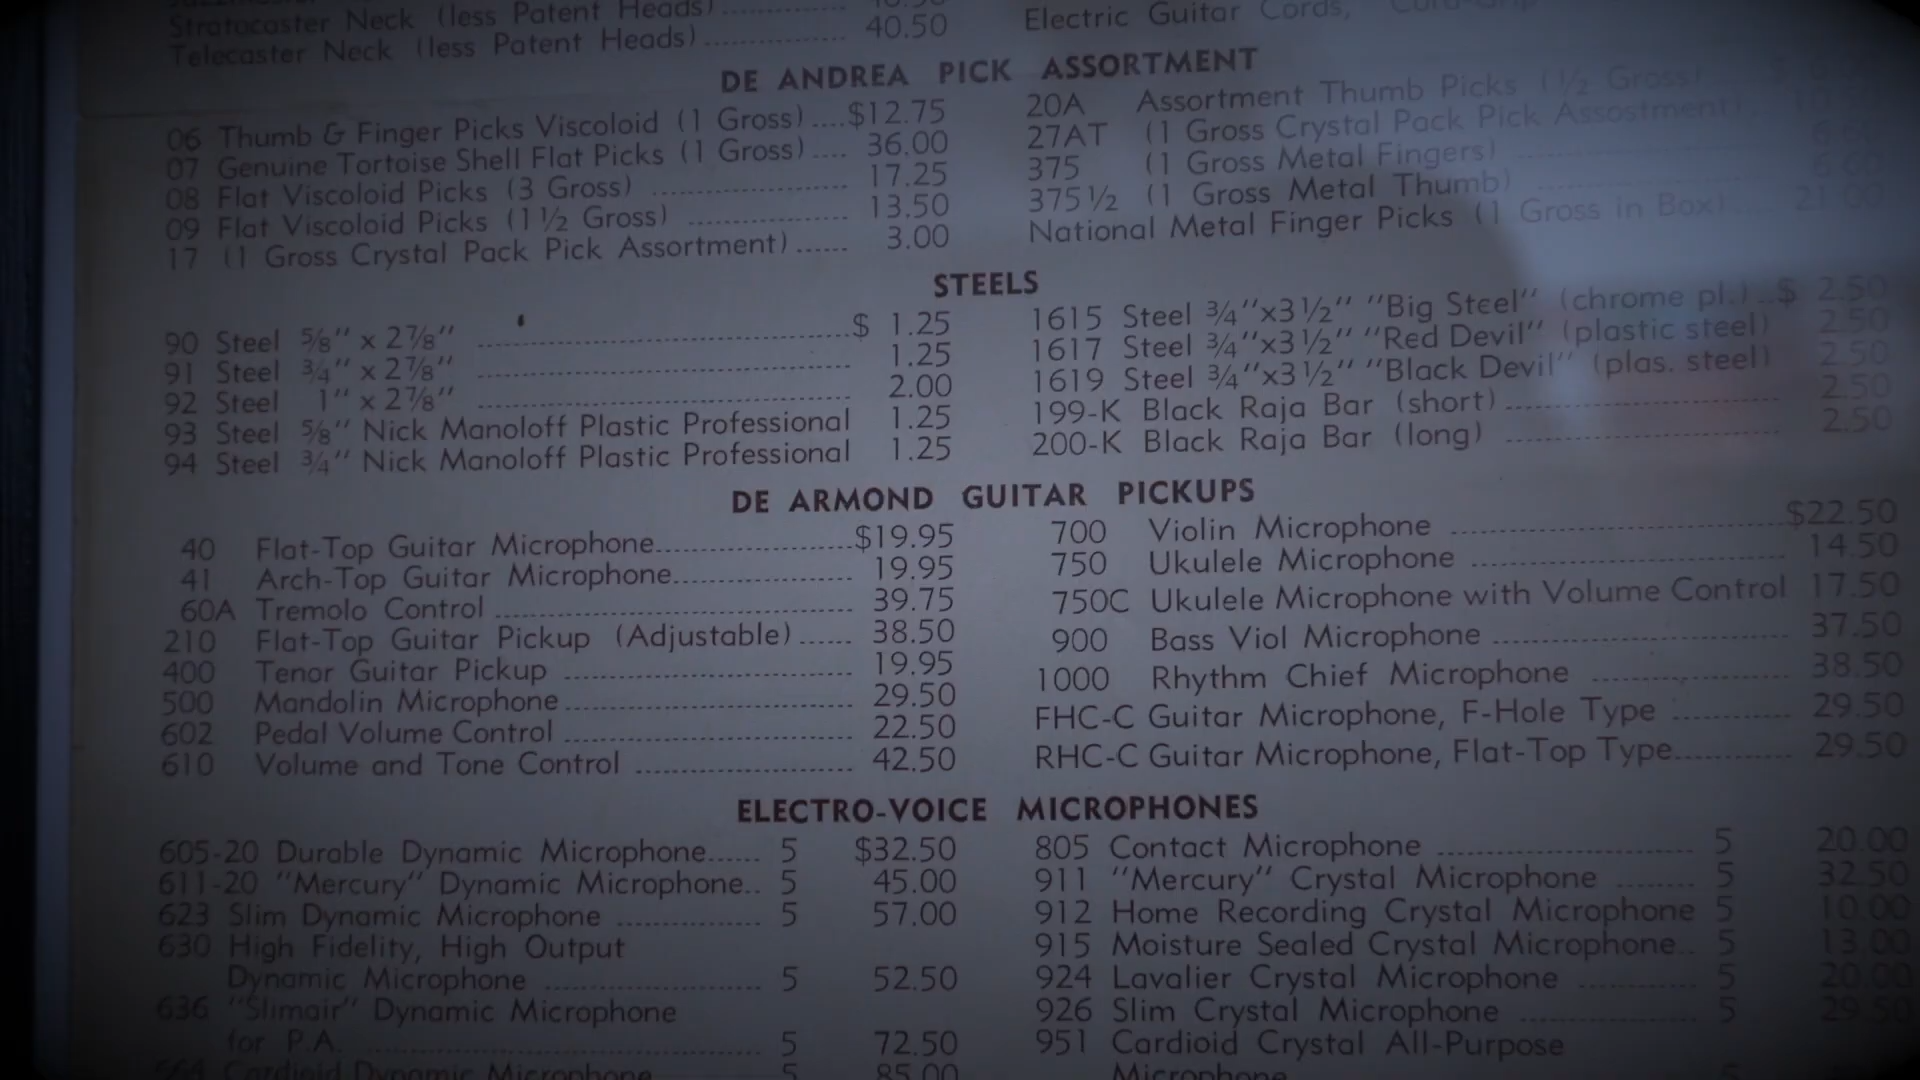 Stratocaster Neck (less Patent Heads)
Telecaster Neck (less Patent Heads) 40.50
Electric Guitar Cords,
DE ANDREA PICK ASSORTMENT
06 Thumb & Finger Picks Viscoloid (1 Gross) $12.75
07 Genuine Tortoise Shell Flat Picks (1 Gross) 36.00
08 Flat Viscoloid Picks (3 Gross) 17.25
09 Flat Viscoloid Picks (1½ Gross) 13.50
17 (1 Gross Crystal Pack Pick Assortment) 3.00
20A Assortment Thumb Picks (½ Gross)
27AT (1 Gross Crystal Pack Pick Assostment)
375 (1 Gross Metal Fingers)
375½ (1 Gross Metal Thumb)
National Metal Finger Picks (1 Gross in Box) 21.00
STEELS
90 Steel ⅝" x 2⅞" $ 1.25
91 Steel ¾" x 2⅞" 1.25
92 Steel 1" x 2⅞" 2.00
93 Steel ⅝" Nick Manoloff Plastic Professional 1.25
94 Steel ¾" Nick Manoloff Plastic Professional 1.25
1615 Steel ¾"x3½" "Big Steel" (chrome pl.) $ 2.50
1617 Steel ¾"x3½" "Red Devil" (plastic steel) 2.50
1619 Steel ¾"x3½" "Black Devil" (plas. steel) 2.50
199-K Black Raja Bar (short) 2.50
200-K Black Raja Bar (long) 2.50
DE ARMOND GUITAR PICKUPS
40 Flat-Top Guitar Microphone $19.95
41 Arch-Top Guitar Microphone 19.95
60A Tremolo Control 39.75
210 Flat-Top Guitar Pickup (Adjustable) 38.50
400 Tenor Guitar Pickup 19.95
500 Mandolin Microphone 29.50
602 Pedal Volume Control 22.50
610 Volume and Tone Control 42.50
700 Violin Microphone $22.50
750 Ukulele Microphone 14.50
750C Ukulele Microphone with Volume Control 17.50
900 Bass Viol Microphone 37.50
1000 Rhythm Chief Microphone 38.50
FHC-C Guitar Microphone, F-Hole Type 29.50
RHC-C Guitar Microphone, Flat-Top Type 29.50
ELECTRO-VOICE MICROPHONES
605-20 Durable Dynamic Microphone 5 $32.50
611-20 "Mercury" Dynamic Microphone 5 45.00
623 Slim Dynamic Microphone 5 57.00
630 High Fidelity, High Output
Dynamic Microphone 5 52.50
636 "Slimair" Dynamic Microphone
for P.A. 5 72.50
664 Cardioid Dynamic Microphone 5 85.00
805 Contact Microphone 5 20.00
911 "Mercury" Crystal Microphone 5 32.50
912 Home Recording Crystal Microphone 5 10.00
915 Moisture Sealed Crystal Microphone 5 13.00
924 Lavalier Crystal Microphone 5 20.00
926 Slim Crystal Microphone 5 29.50
951 Cardioid Crystal All-Purpose
Microphone